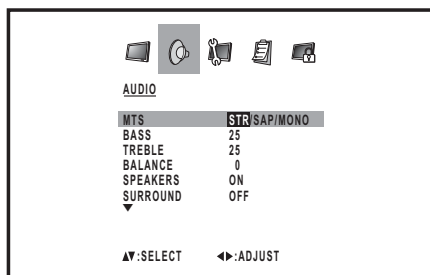 AUDIO
MTS STR/SAP/MONO
BASS 25
TREBLE 25
BALANCE 0
SPEAKERS ON
SURROUND OFF
▼
▲▼:SELECT ◀▶:ADJUST